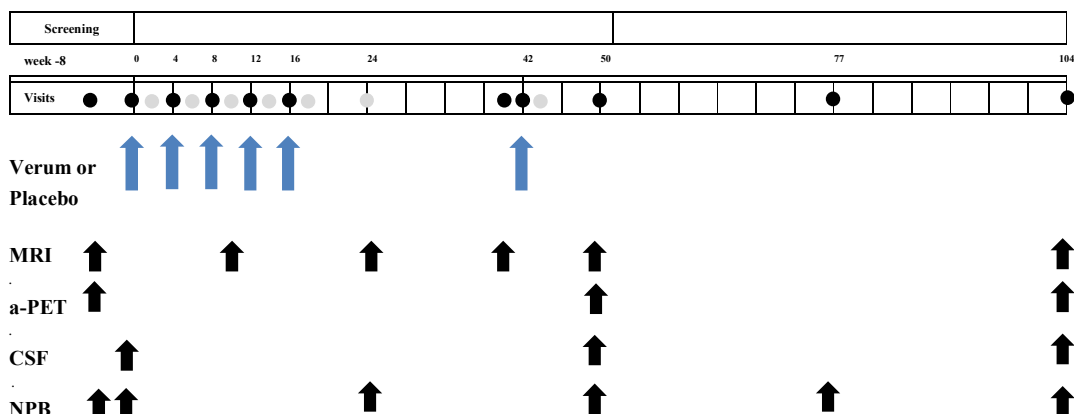 Screening
week -8 0 4 8 12 16 24 42 50 77 104
Visits
Verum or
Placebo
MRI
.
a-PET
.
CSF
.
NPB